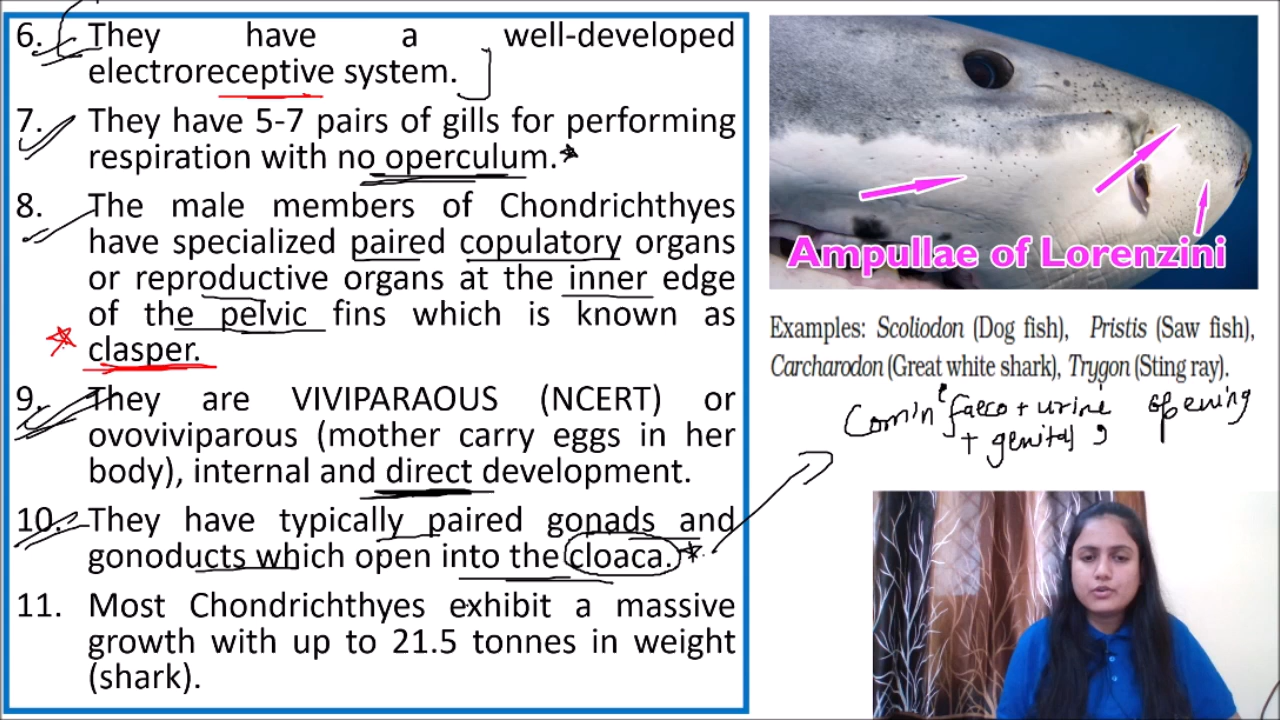 6. They have a well-developed
electroreceptive system.
7. They have 5-7 pairs of gills for performing
respiration with no operculum.
8. The male members of Chondrichthyes
have specialized paired copulatory organs
or reproductive organs at the inner edge
of the pelvic fins which is known as
clasper.
9. They are VIVIPARAOUS (NCERT) or
ovoviviparous (mother carry eggs in her
body), internal and direct development.
10. They have typically paired gonads and
gonoducts which open into the cloaca.
11. Most Chondrichthyes exhibit a massive
growth with up to 21.5 tonnes in weight
(shark).
Ampullae of Lorenzini
Examples: Scoliodon (Dog fish), Pristis (Saw fish),
Carcharodon (Great white shark), Trygon (Sting ray).
faeco + urine opening
+ genital